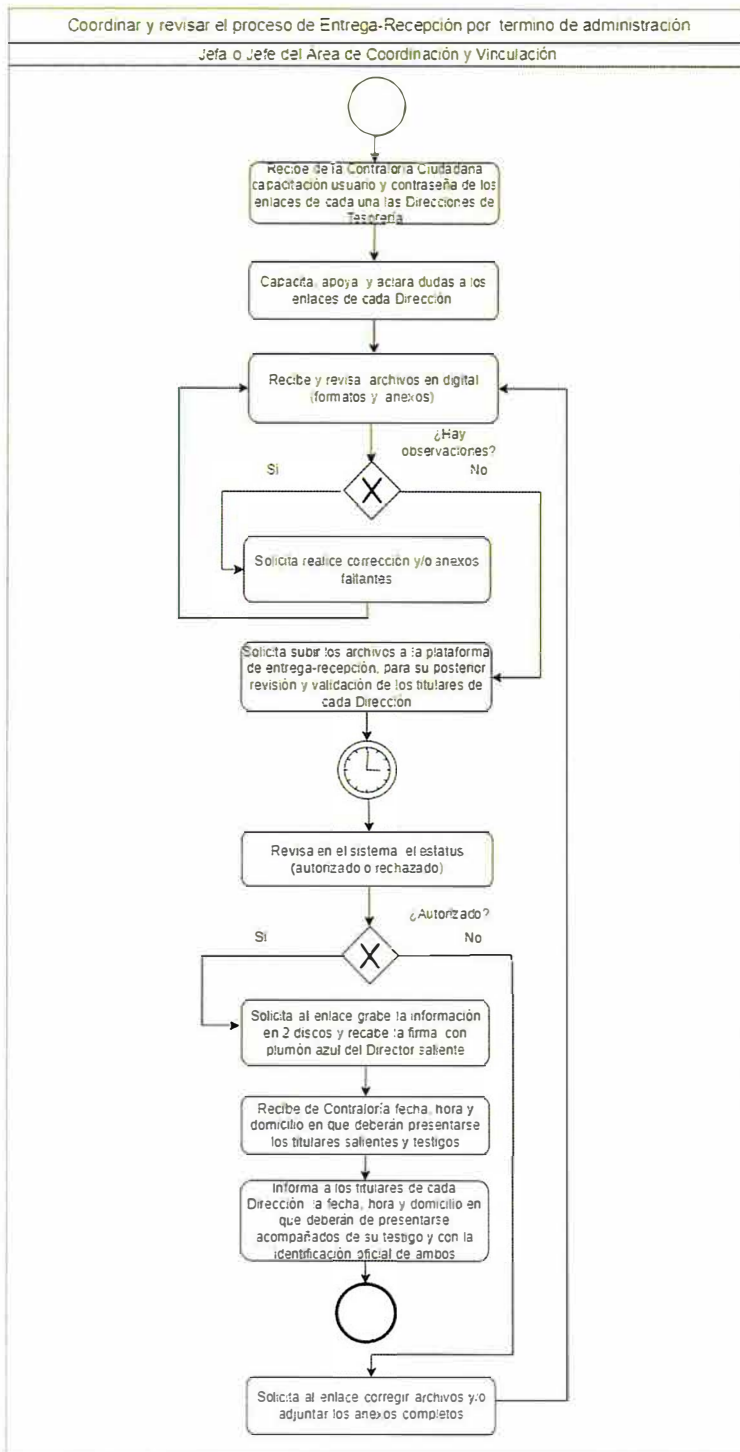 Coordinar y revisar el proceso de Entrega-Recepción por termino de administración
Jefa o Jefe del Área de Coordinación y Vinculación
Recibe de la Contraloría Ciudadana
capacitación usuario y contraseña de los
enlaces de cada una las Direcciones de
Tesorería
Capacita, apoya y aclara dudas a los
enlaces de cada Dirección
Recibe y revisa archivos en digital
(formatos y anexos)
¿Hay
observaciones?
Si
No
X
Solicita realice corrección y/o anexos
faltantes
Solicita subir los archivos a la plataforma
de entrega-recepción, para su posterior
revisión y validación de los titulares de
cada Dirección
Revisa en el sistema el estatus
(autorizado o rechazado)
¿Autorizado?
Si
No
X
Solicita al enlace grabe la información
en 2 discos y recabe la firma con
plumón azul del Director saliente
Recibe de Contraloría fecha, hora y
domicilio en que deberán presentarse
los titulares salientes y testigos
Informa a los titulares de cada
Dirección la fecha, hora y domicilio en
que deberán de presentarse
acompañados de su testigo y con la
identificación oficial de ambos
Solicita al enlace corregir archivos y/o
adjuntar los anexos completos